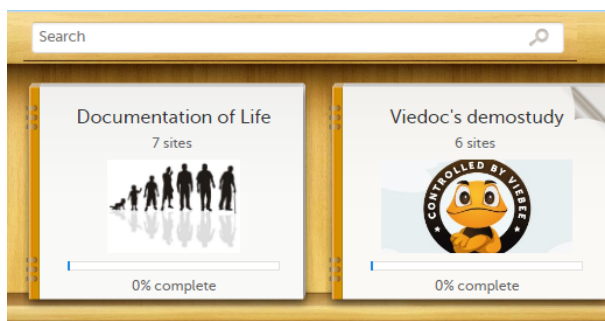 Search
Documentation of Life
7 sites
0% complete
Viedoc's demostudy
6 sites
CONTROLLED BY VIEBEE
0% complete